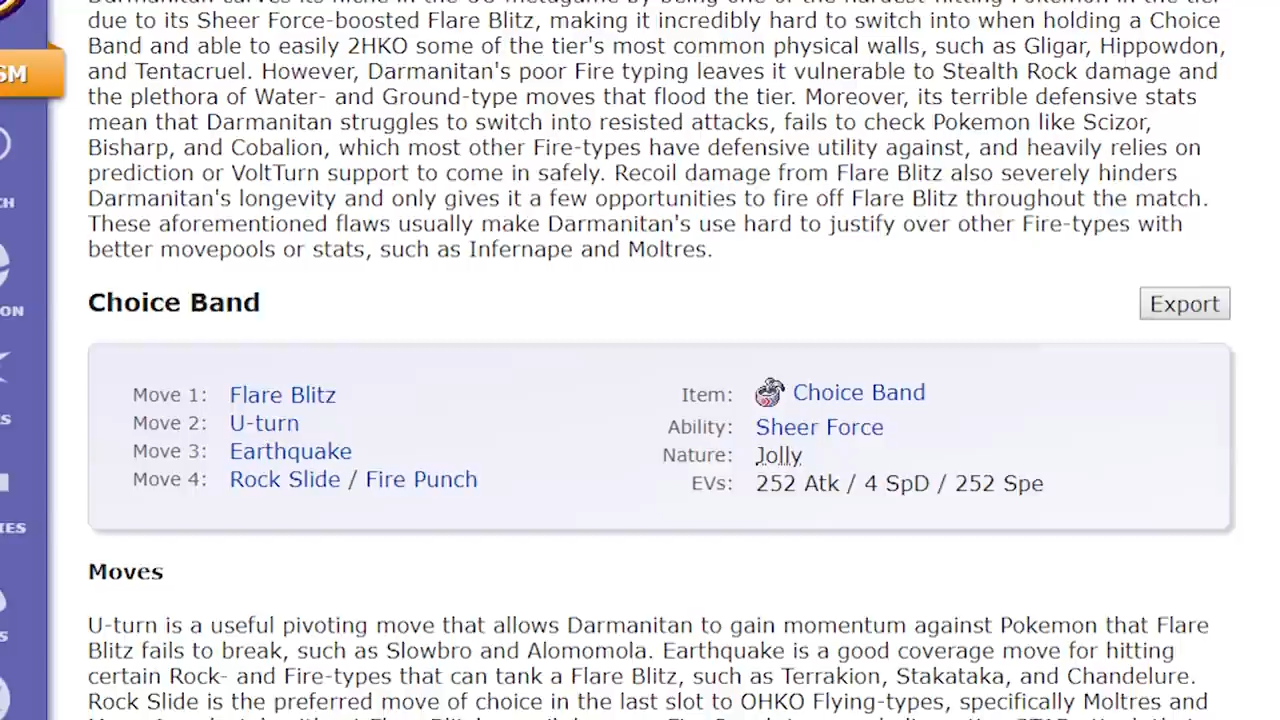 due to its Sheer Force-boosted Flare Blitz, making it incredibly hard to switch into when holding a Choice
Band and able to easily 2HKO some of the tier's most common physical walls, such as Gligar, Hippowdon,
and Tentacruel. However, Darmanitan's poor Fire typing leaves it vulnerable to Stealth Rock damage and
the plethora of Water- and Ground-type moves that flood the tier. Moreover, its terrible defensive stats
mean that Darmanitan struggles to switch into resisted attacks, fails to check Pokemon like Scizor,
Bisharp, and Cobalion, which most other Fire-types have defensive utility against, and heavily relies on
prediction or VoltTurn support to come in safely. Recoil damage from Flare Blitz also severely hinders
Darmanitan's longevity and only gives it a few opportunities to fire off Flare Blitz throughout the match.
These aforementioned flaws usually make Darmanitan's use hard to justify over other Fire-types with
better movepools or stats, such as Infernape and Moltres.
SM
CH
ON
S
IES
S
Choice Band
Export
Move 1: Flare Blitz
Move 2: U-turn
Move 3: Earthquake
Move 4: Rock Slide / Fire Punch
Item: Choice Band
Ability: Sheer Force
Nature: Jolly
EVs: 252 Atk / 4 SpD / 252 Spe
Moves
U-turn is a useful pivoting move that allows Darmanitan to gain momentum against Pokemon that Flare
Blitz fails to break, such as Slowbro and Alomomola. Earthquake is a good coverage move for hitting
certain Rock- and Fire-types that can tank a Flare Blitz, such as Terrakion, Stakataka, and Chandelure.
Rock Slide is the preferred move of choice in the last slot to OHKO Flying-types, specifically Moltres and